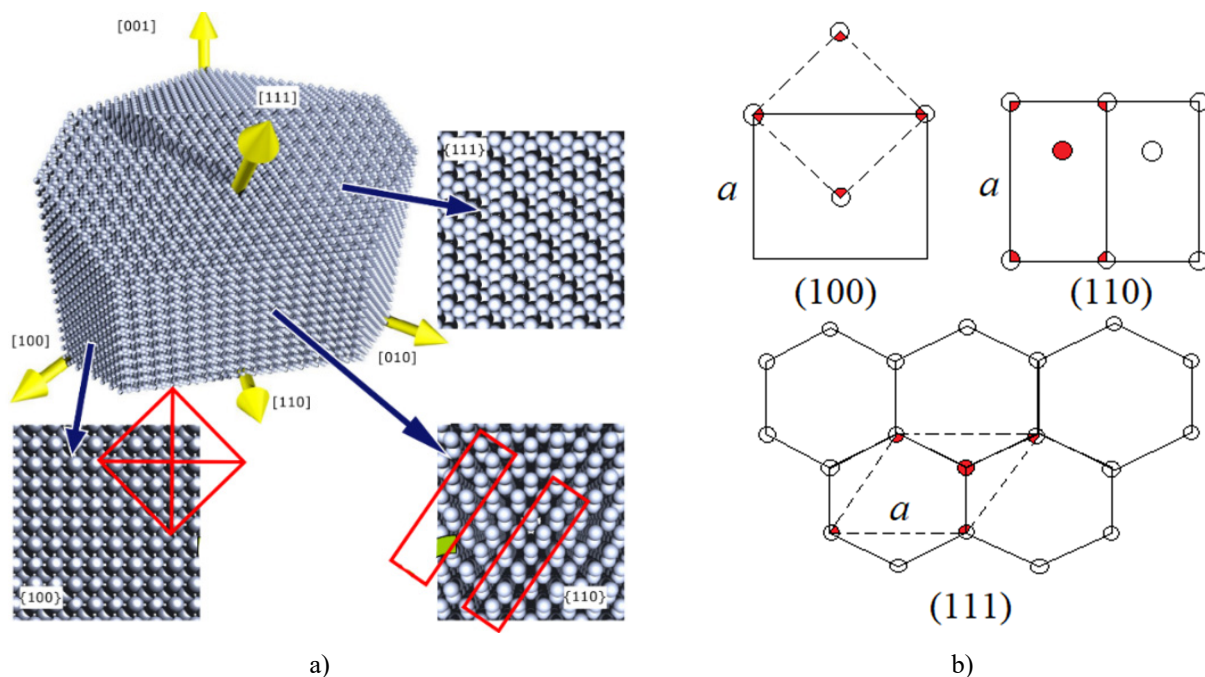 [001]
[111]
{111}
[100]
[010]
[110]
{100}
{110}
a)
a
(100)
a
(110)
a
(111)
b)